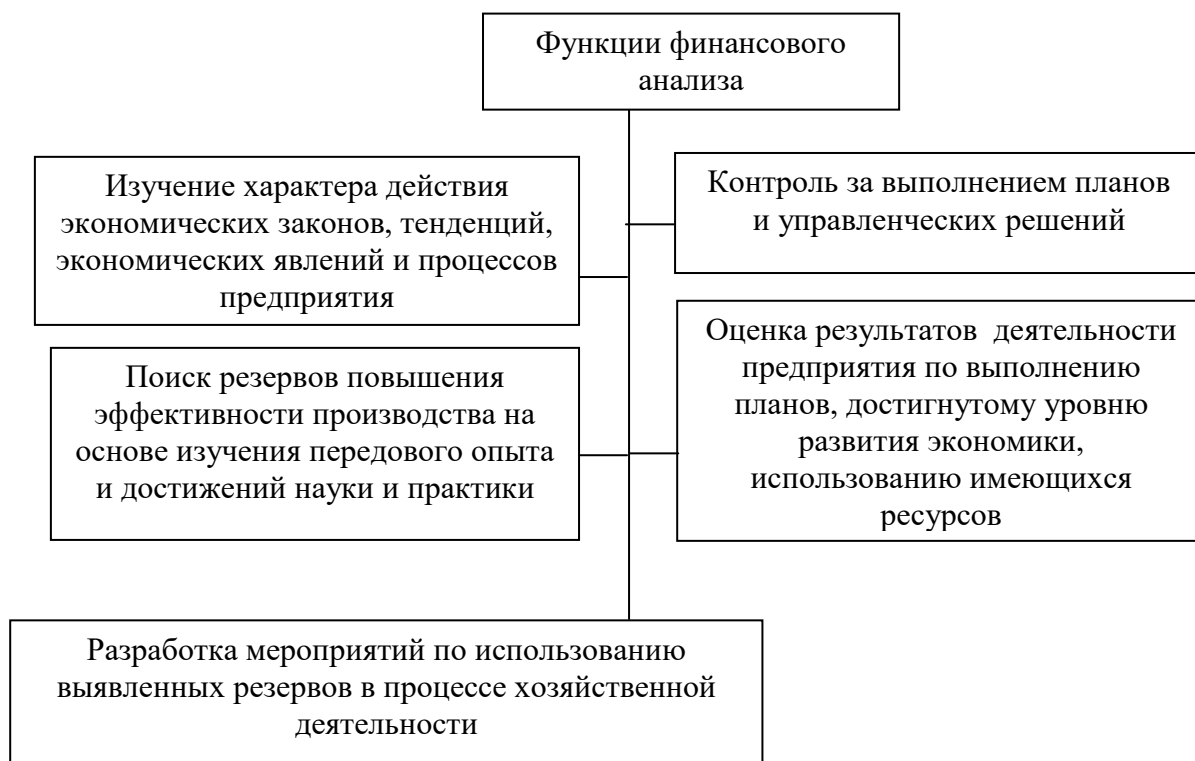 Функции финансового
анализа
Изучение характера действия
экономических законов, тенденций,
экономических явлений и процессов
предприятия
Контроль за выполнением планов
и управленческих решений
Поиск резервов повышения
эффективности производства на
основе изучения передового опыта
и достижений науки и практики
Оценка результатов деятельности
предприятия по выполнению
планов, достигнутому уровню
развития экономики,
использованию имеющихся
ресурсов
Разработка мероприятий по использованию
выявленных резервов в процессе хозяйственной
деятельности